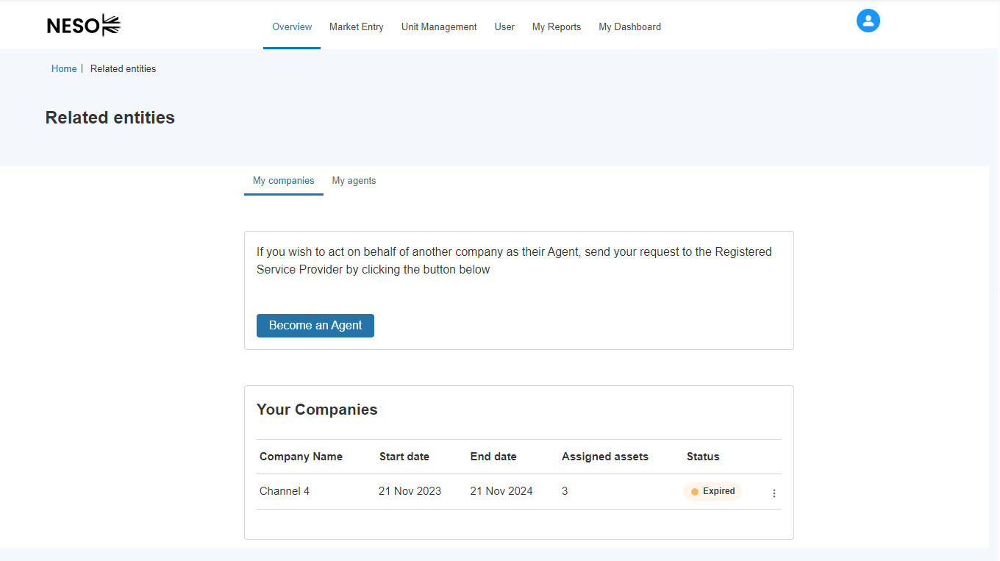 NESO
Overview Market Entry Unit Management User My Reports My Dashboard
Home | Related entities
Related entities
My companies My agents
If you wish to act on behalf of another company as their Agent, send your request to the Registered
Service Provider by clicking the button below
Become an Agent
Your Companies
Company Name Start date End date Assigned assets Status
Channel 4 21 Nov 2023 21 Nov 2024 3 Expired